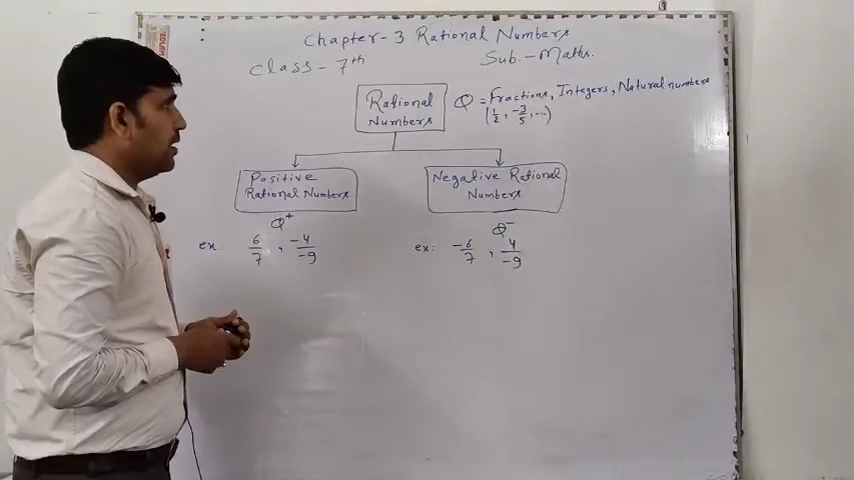 Chapter-3 Rational Numbers
Class-7th Sub.-Maths.
Rational Numbers
Q = Fractions, Integers, Natural numbers
(1/2, -3/5, ...)
Positive Rational Numbers
Negative Rational Numbers
Q+
Q-
ex 6/7, -4/-9
ex: -6/7, 4/-9